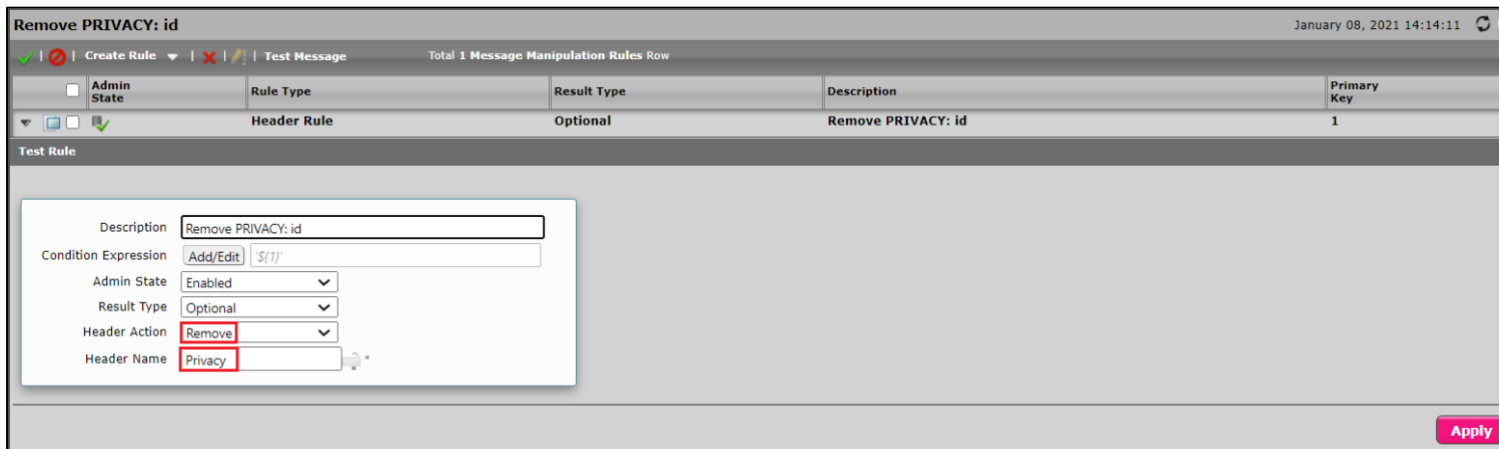 Remove PRIVACY: id January 08, 2021 14:14:11
| | Create Rule | | | Test Message Total 1 Message Manipulation Rules Row
Admin State Rule Type Result Type Description Primary Key
Header Rule Optional Remove PRIVACY: id 1
Test Rule
Description Remove PRIVACY: id
Condition Expression Add/Edit '${1}'
Admin State Enabled
Result Type Optional
Header Action Remove
Header Name Privacy *
Apply